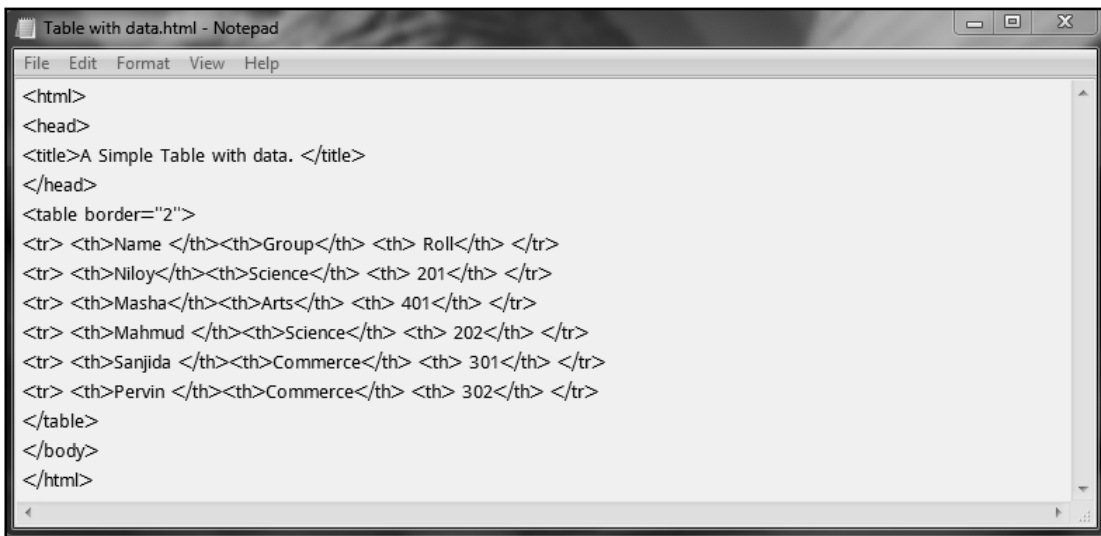 Table with data.html - Notepad
File Edit Format View Help
<html>
<head>
<title>A Simple Table with data. </title>
</head>
<table border="2">
<tr> <th>Name </th><th>Group</th> <th> Roll</th> </tr>
<tr> <th>Niloy</th><th>Science</th> <th> 201</th> </tr>
<tr> <th>Masha</th><th>Arts</th> <th> 401</th> </tr>
<tr> <th>Mahmud </th><th>Science</th> <th> 202</th> </tr>
<tr> <th>Sanjida </th><th>Commerce</th> <th> 301</th> </tr>
<tr> <th>Pervin </th><th>Commerce</th> <th> 302</th> </tr>
</table>
</body>
</html>